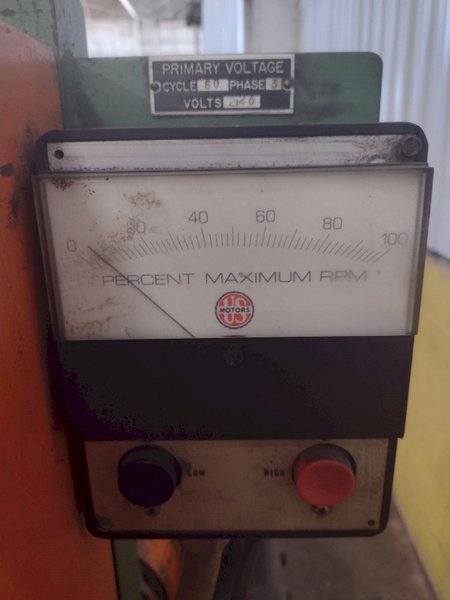 PRIMARY VOLTAGE
CYCLE 60 PHASE 3
VOLTS
0 20 40 60 80 100
PERCENT MAXIMUM RPM
US
MOTORS
LOW HIGH